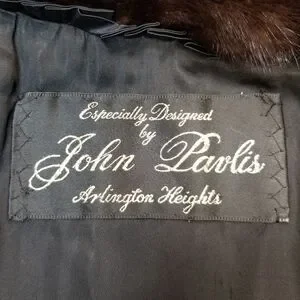 Especially Designed
by
John Pavlis
Arlington Heights